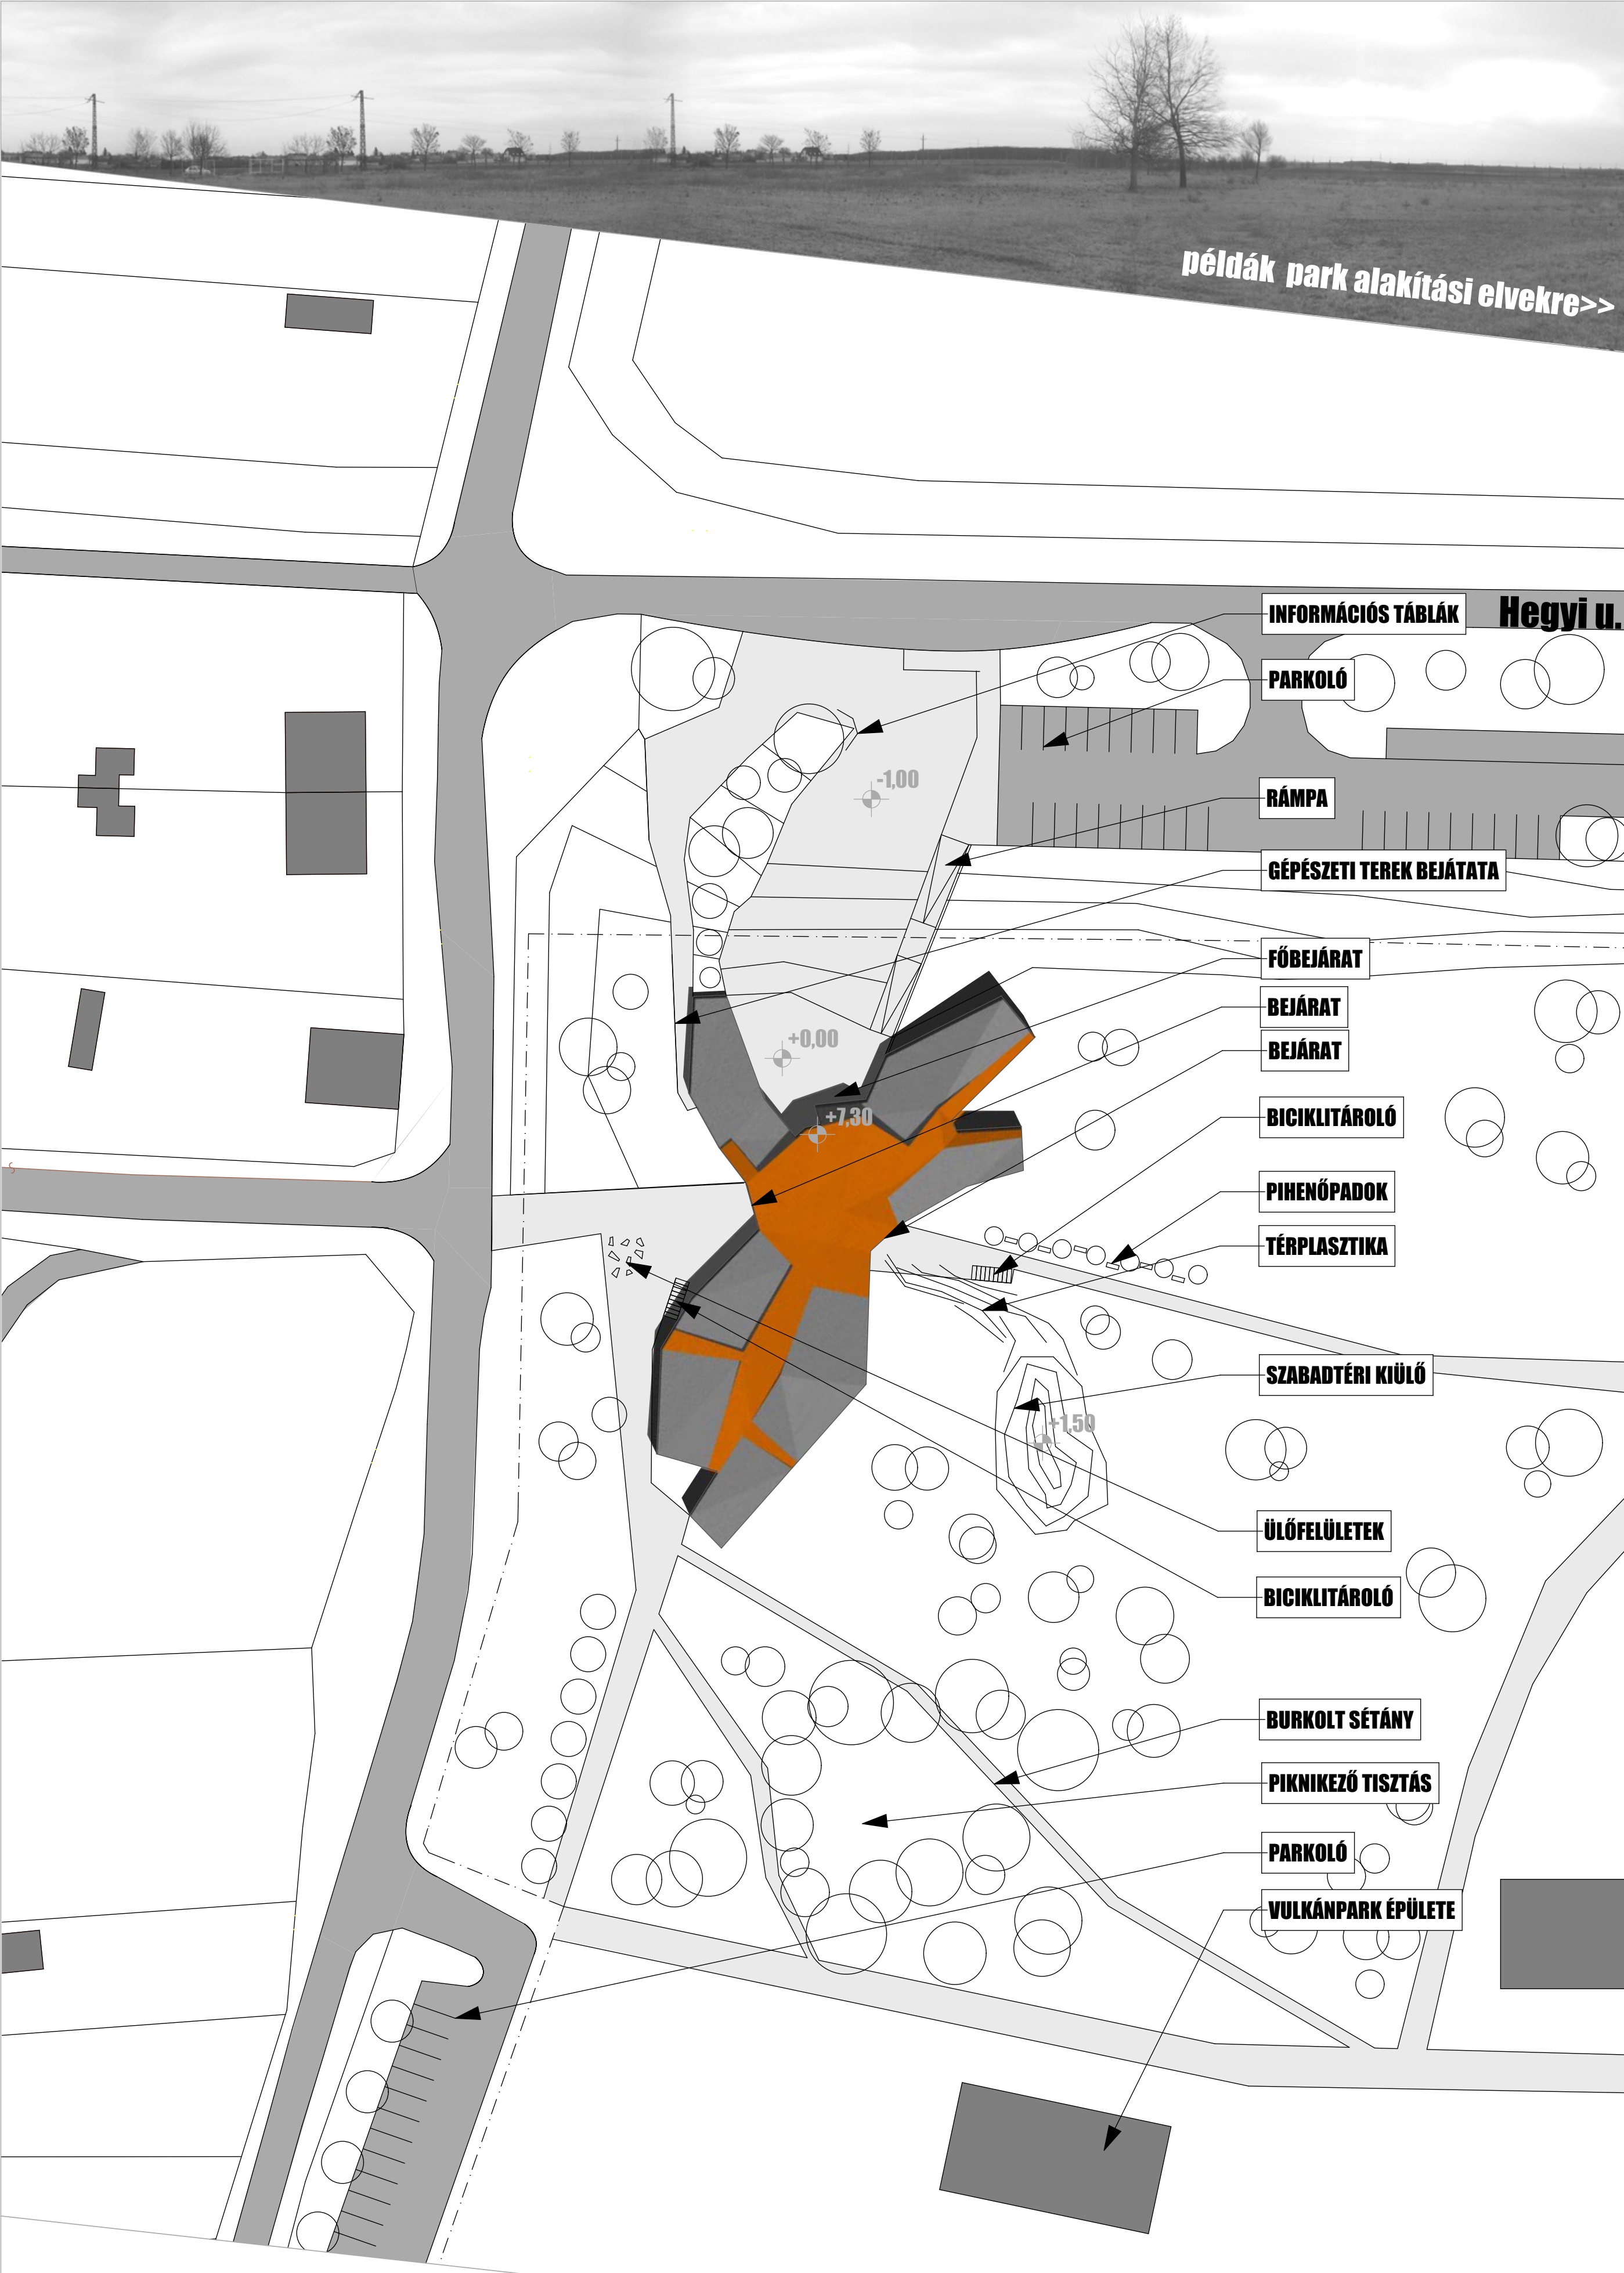 példák park alakítási elvekre>>
INFORMÁCIÓS TÁBLÁK
Hegyi u.
PARKOLÓ
-1,00
RÁMPA
GÉPÉSZETI TEREK BEJÁTATA
FŐBEJÁRAT
BEJÁRAT
+0,00
BEJÁRAT
+7,30
BICIKLITÁROLÓ
PIHENŐPADOK
TÉRPLASZTIKA
SZABADTÉRI KIÜLŐ
+1,50
ÜLŐFELÜLETEK
BICIKLITÁROLÓ
BURKOLT SÉTÁNY
PIKNIKEZŐ TISZTÁS
PARKOLÓ
VULKÁNPARK ÉPÜLETE